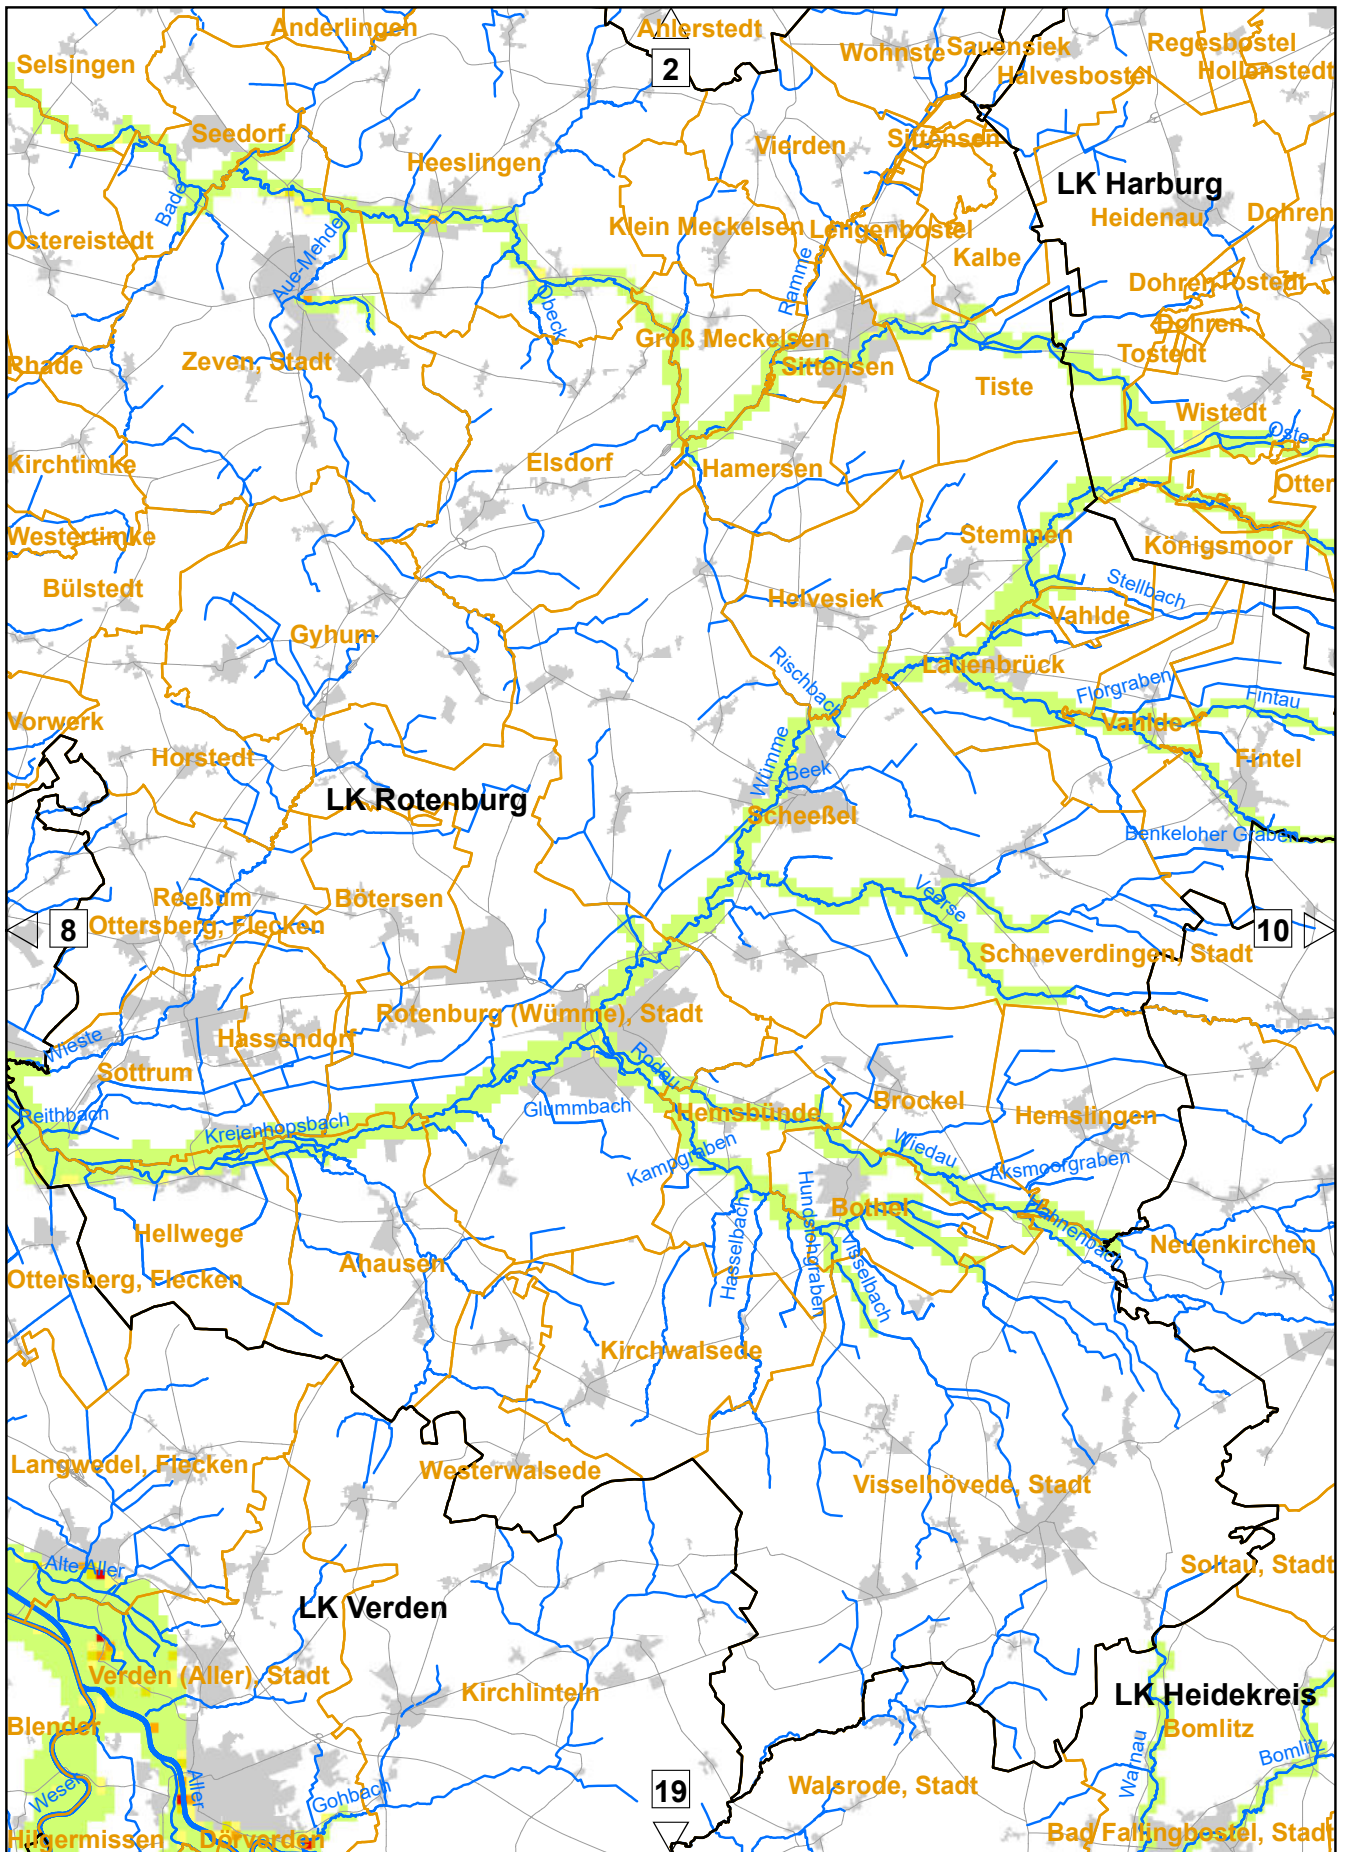 Anderlingen
Ahlerstedt
2
Wohnste
Sauensiek
Regesbostel
Selsingen
Halvesbostel
Hollenstedt
Seedorf
Sittensen
Vierden
Heeslingen
LK Harburg
Bade
Heidenau
Dohren
Klein Meckelsen
Lengenbostel
Ostereistedt
Aue-Mehde
Kalbe
Ramme
Dohren
Tostedt
Obeck
Dohren
Groß Meckelsen
Tostedt
Rhade
Zeven, Stadt
Sittensen
Tiste
Wistedt
Oste
Kirchtimke
Elsdorf
Hamersen
Otter
Westertimke
Stemmen
Königsmoor
Bülstedt
Stellbach
Helvesiek
Vahlde
Gyhum
Lauenbrück
Rischbach
Florgraben
Fintau
Vorwerk
Vahlde
Horstedt
Wümme
Fintel
Beek
LK Rotenburg
Scheeßel
Benkeloher Graben
Reeßum
Bötersen
Veerse
Ottersberg, Flecken
8
10
Schneverdingen, Stadt
Rotenburg (Wümme), Stadt
Wieste
Hassendorf
Sottrum
Rodau
Reithbach
Glummbach
Hemsbünde
Brockel
Hemslingen
Kreienhopsbach
Kampgraben
Wiedau
Aksmoorgraben
Hellwege
Hasselbach
Hundslohgraben
Bothel
Hahnenbach
Neuenkirchen
Ottersberg, Flecken
Ahausen
Visselbach
Kirchwalsede
Langwedel, Flecken
Westerwalsede
Visselhövede, Stadt
Alte Aller
Soltau, Stadt
LK Verden
Verden (Aller), Stadt
Kirchlinteln
LK Heidekreis
Blender
Bomlitz
Bomlitz
Warnau
Weser
Aller
Gohbach
19
Walsrode, Stadt
Hilgermissen
Dörverden
Bad Fallingbostel, Stadt